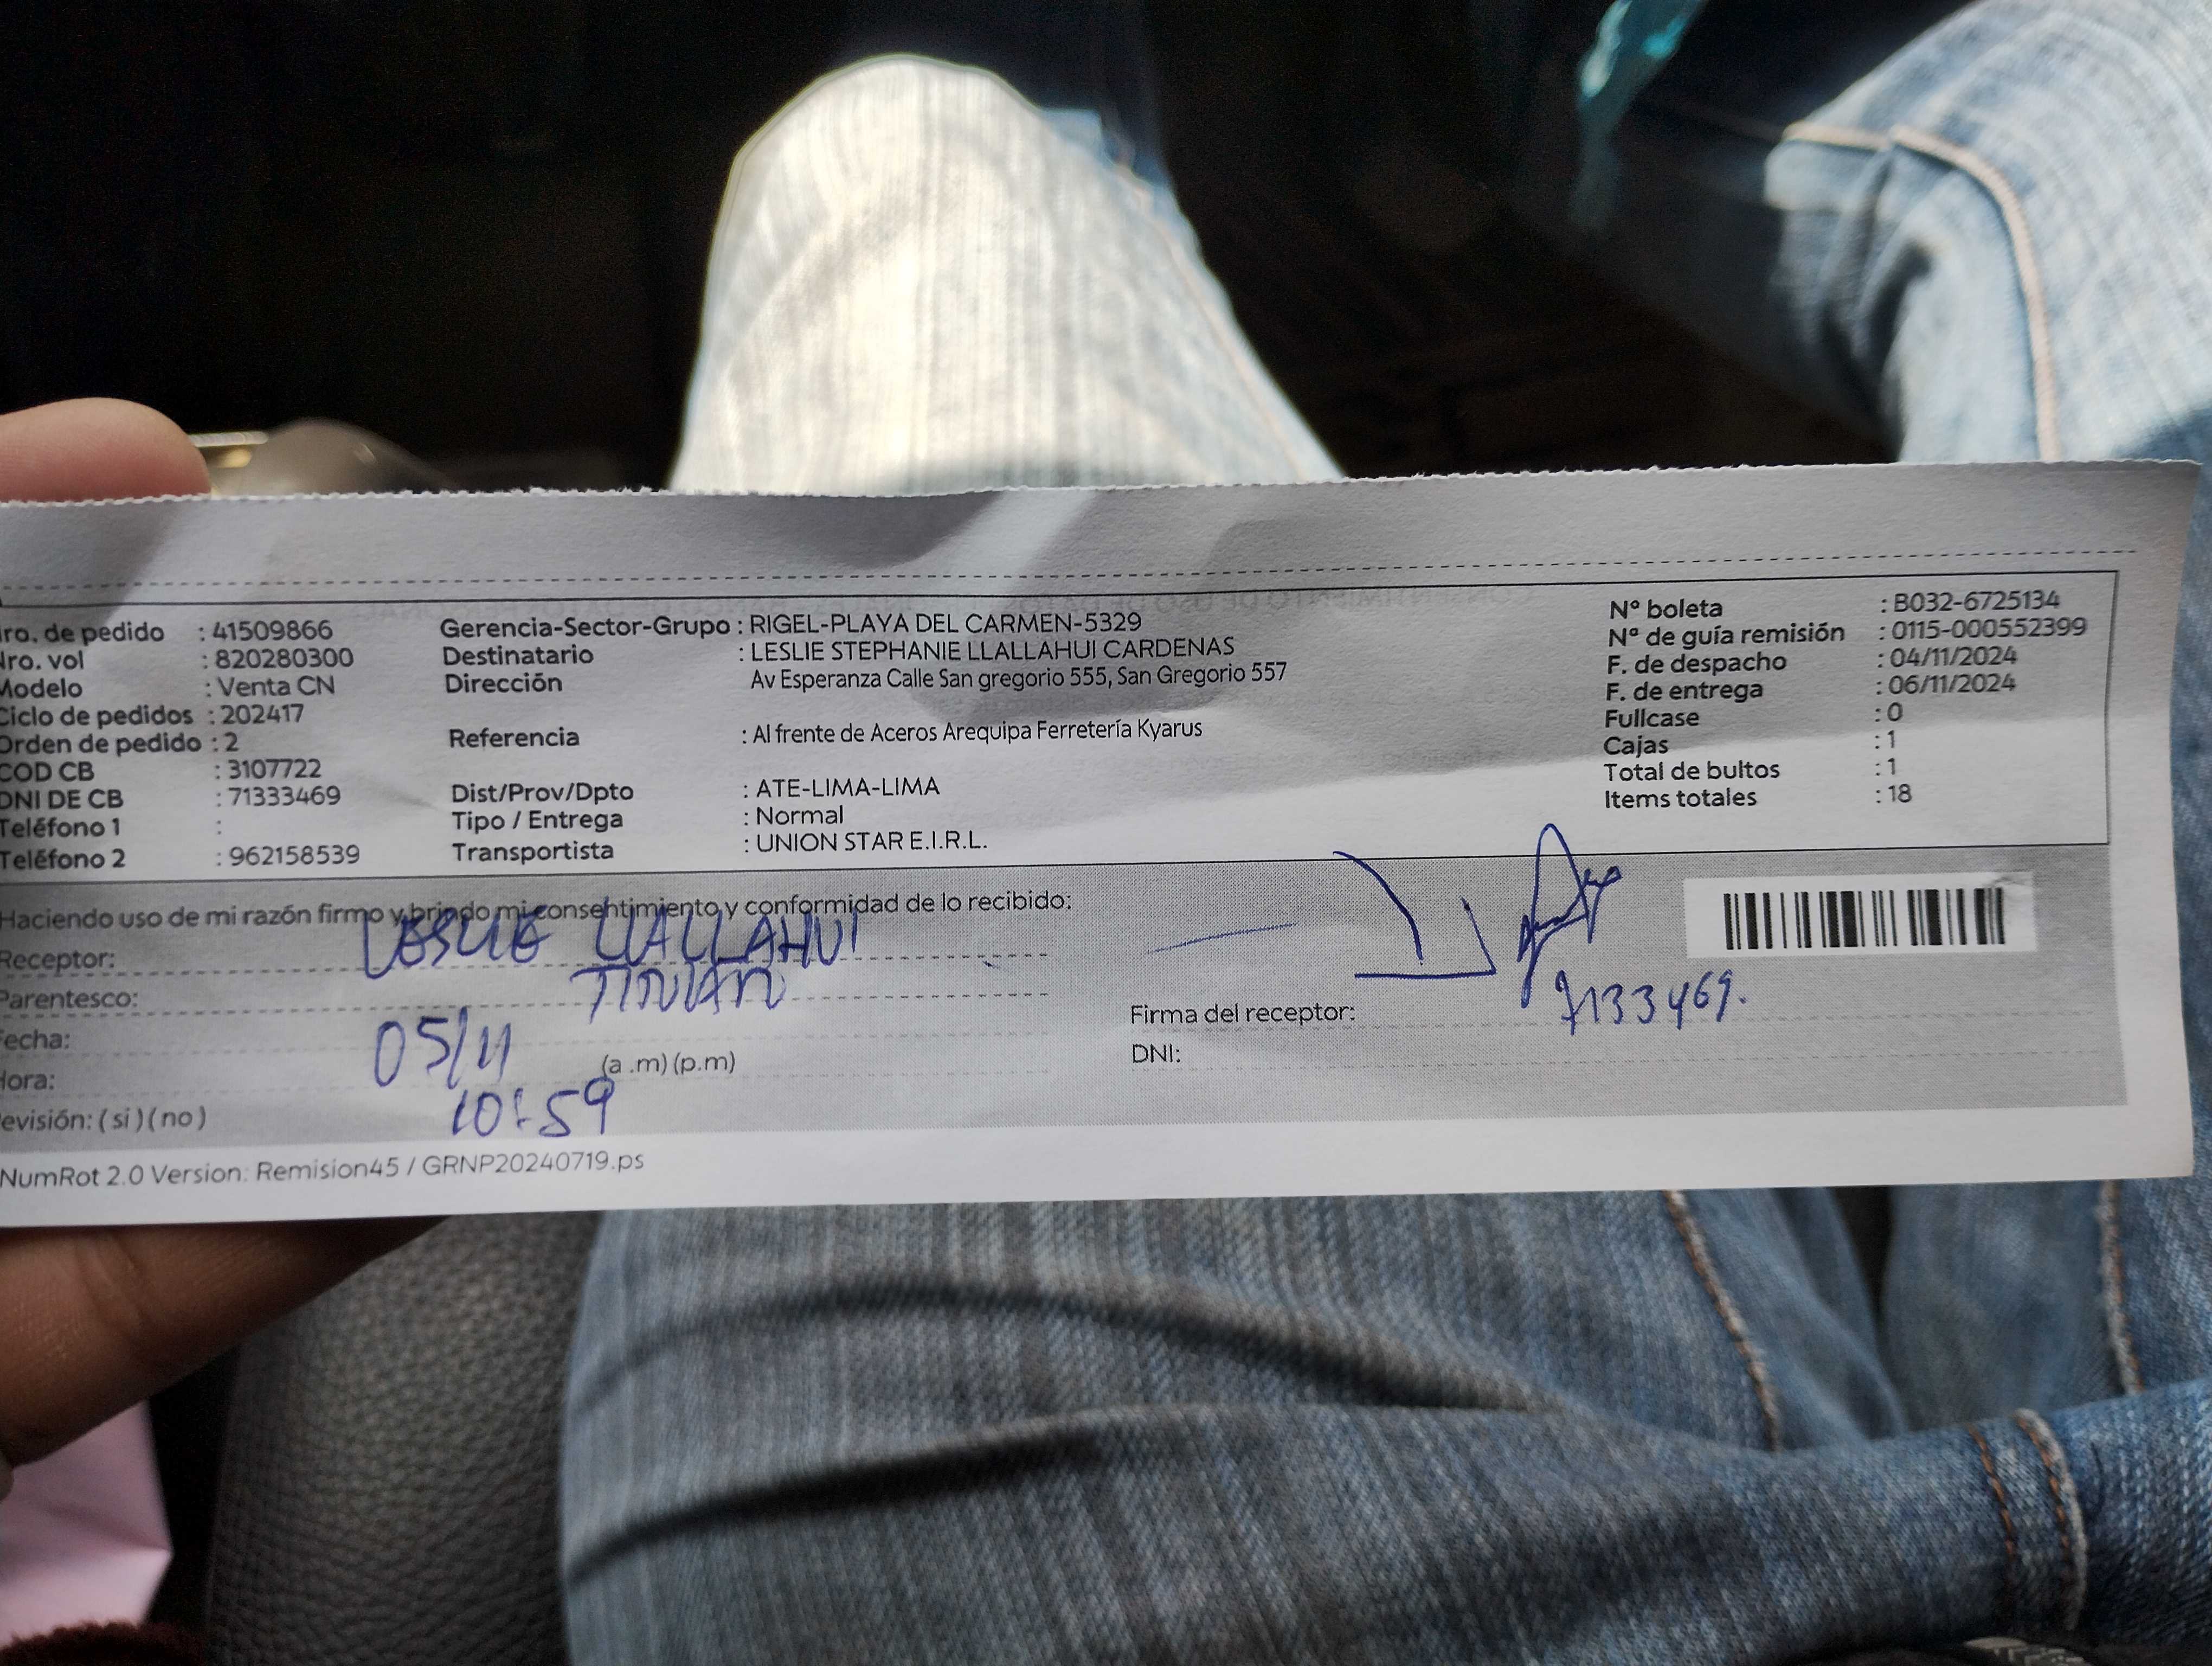 ro. de pedido : 41509866
Nro. vol : 820280300
Modelo : Venta CN
Ciclo de pedidos : 202417
Orden de pedido : 2
COD CB : 3107722
DNI DE CB : 71333469
Teléfono 1 :
Teléfono 2 : 962158539
Gerencia-Sector-Grupo : RIGEL-PLAYA DEL CARMEN-5329
Destinatario : LESLIE STEPHANIE LLALLAHUI CARDENAS
Dirección Av Esperanza Calle San gregorio 555, San Gregorio 557
Referencia : Al frente de Aceros Arequipa Ferretería Kyarus
Dist/Prov/Dpto : ATE-LIMA-LIMA
Tipo / Entrega : Normal
Transportista : UNION STAR E.I.R.L.
N° boleta : B032-6725134
N° de guía remisión : 0115-000552399
F. de despacho : 04/11/2024
F. de entrega : 06/11/2024
Fullcase : 0
Cajas : 1
Total de bultos : 1
Items totales : 18
Haciendo uso de mi razón firmo y brindo mi consentimiento y conformidad de lo recibido:
Receptor: LESLIE LLALLAHUI
Parentesco:
Fecha: 05/11
Hora: 10:59 (a .m) (p.m)
evisión: ( si ) ( no )
Firma del receptor:
DNI: 7133469.
NumRot 2.0 Version: Remision45 / GRNP20240719.ps